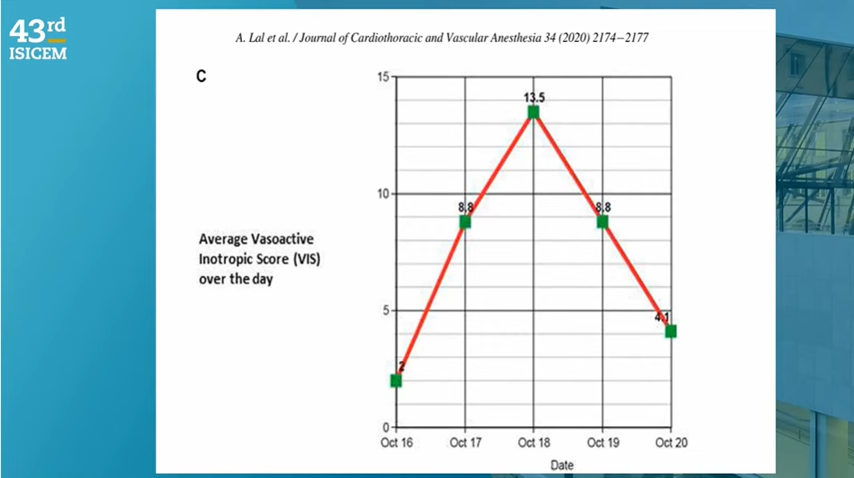 43rd
ISICEM
A. Lal et al. / Journal of Cardiothoracic and Vascular Anesthesia 34 (2020) 2174–2177
C
Average Vasoactive
Inotropic Score (VIS)
over the day
15
10
5
0
2
8.8
13.5
8.8
4.1
Oct 16
Oct 17
Oct 18
Oct 19
Oct 20
Date